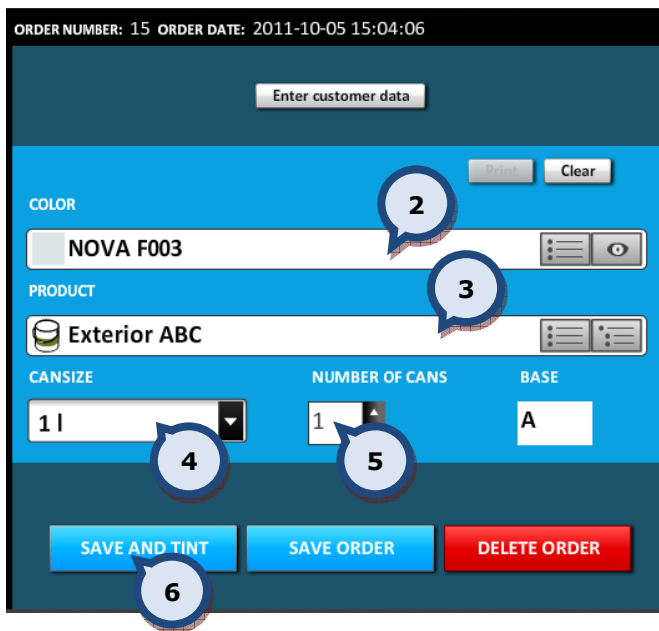 ORDER NUMBER: 15 ORDER DATE: 2011-10-05 15:04:06
Enter customer data
Print Clear
COLOR
2
NOVA F003
PRODUCT
3
Exterior ABC
CANSIZE NUMBER OF CANS BASE
1 l 1 A
4 5
SAVE AND TINT SAVE ORDER DELETE ORDER
6